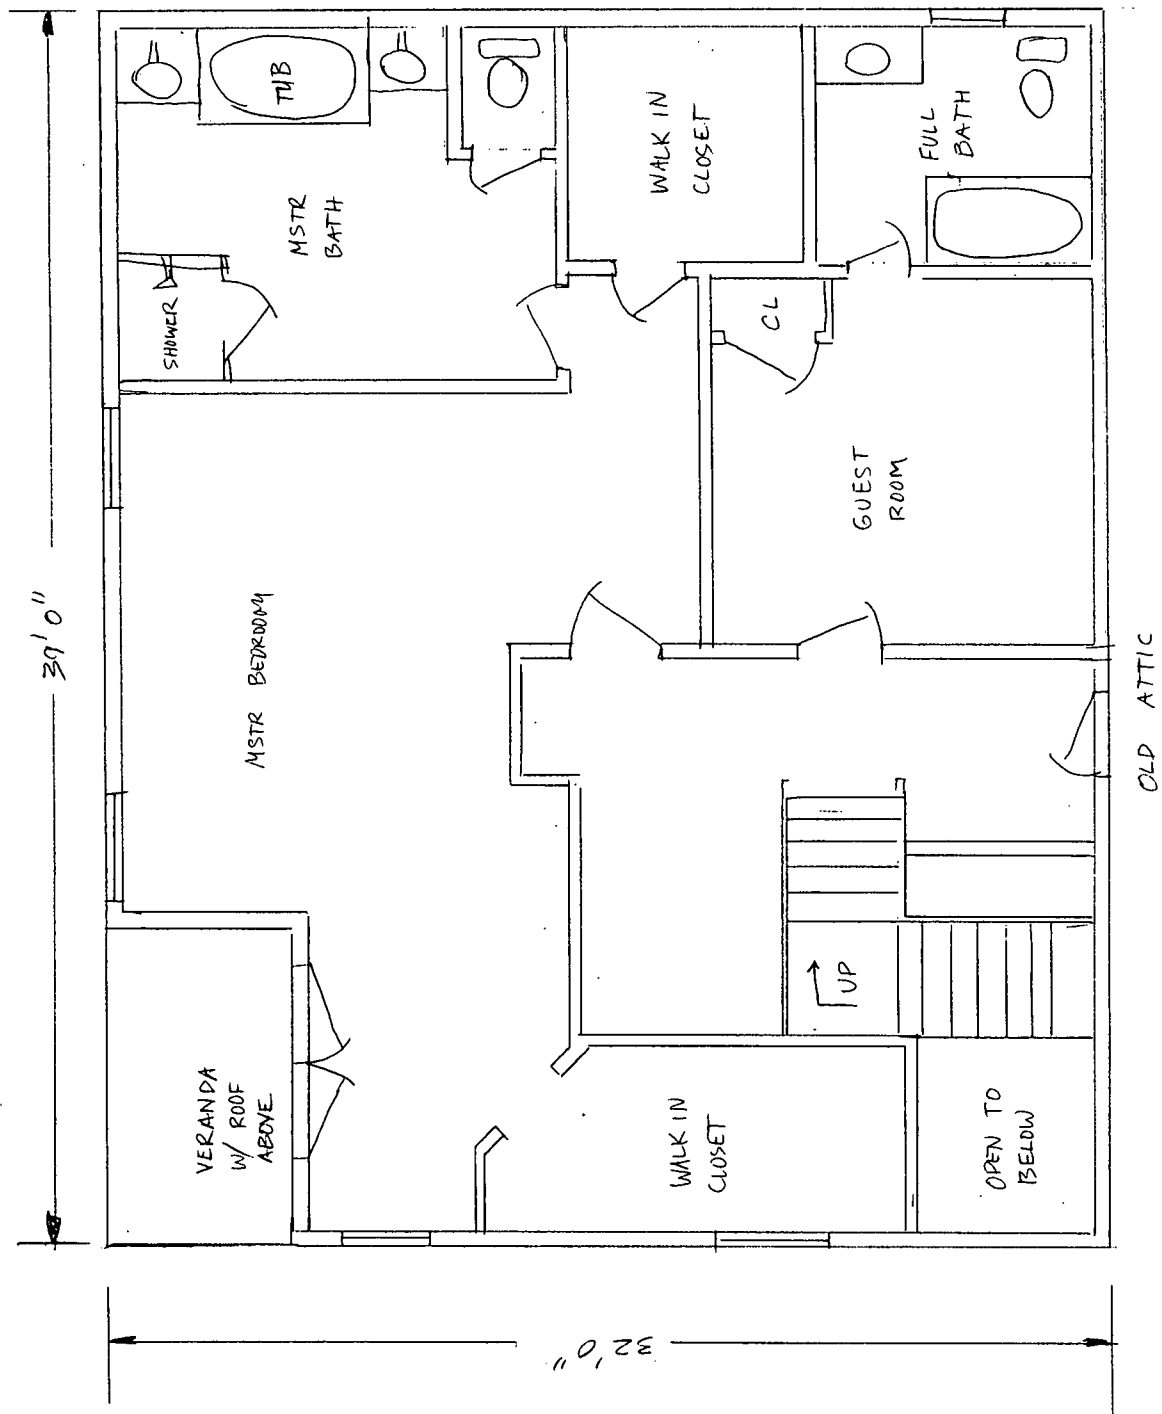 39' 0"
TUB
MSTR
BATH
SHOWER
WALK IN
CLOSET
FULL
BATH
CL
GUEST
ROOM
MSTR BEDROOM
OLD ATTIC
UP
VERANDA
W/ ROOF
ABOVE
WALK IN
CLOSET
OPEN TO
BELOW
32' 0"